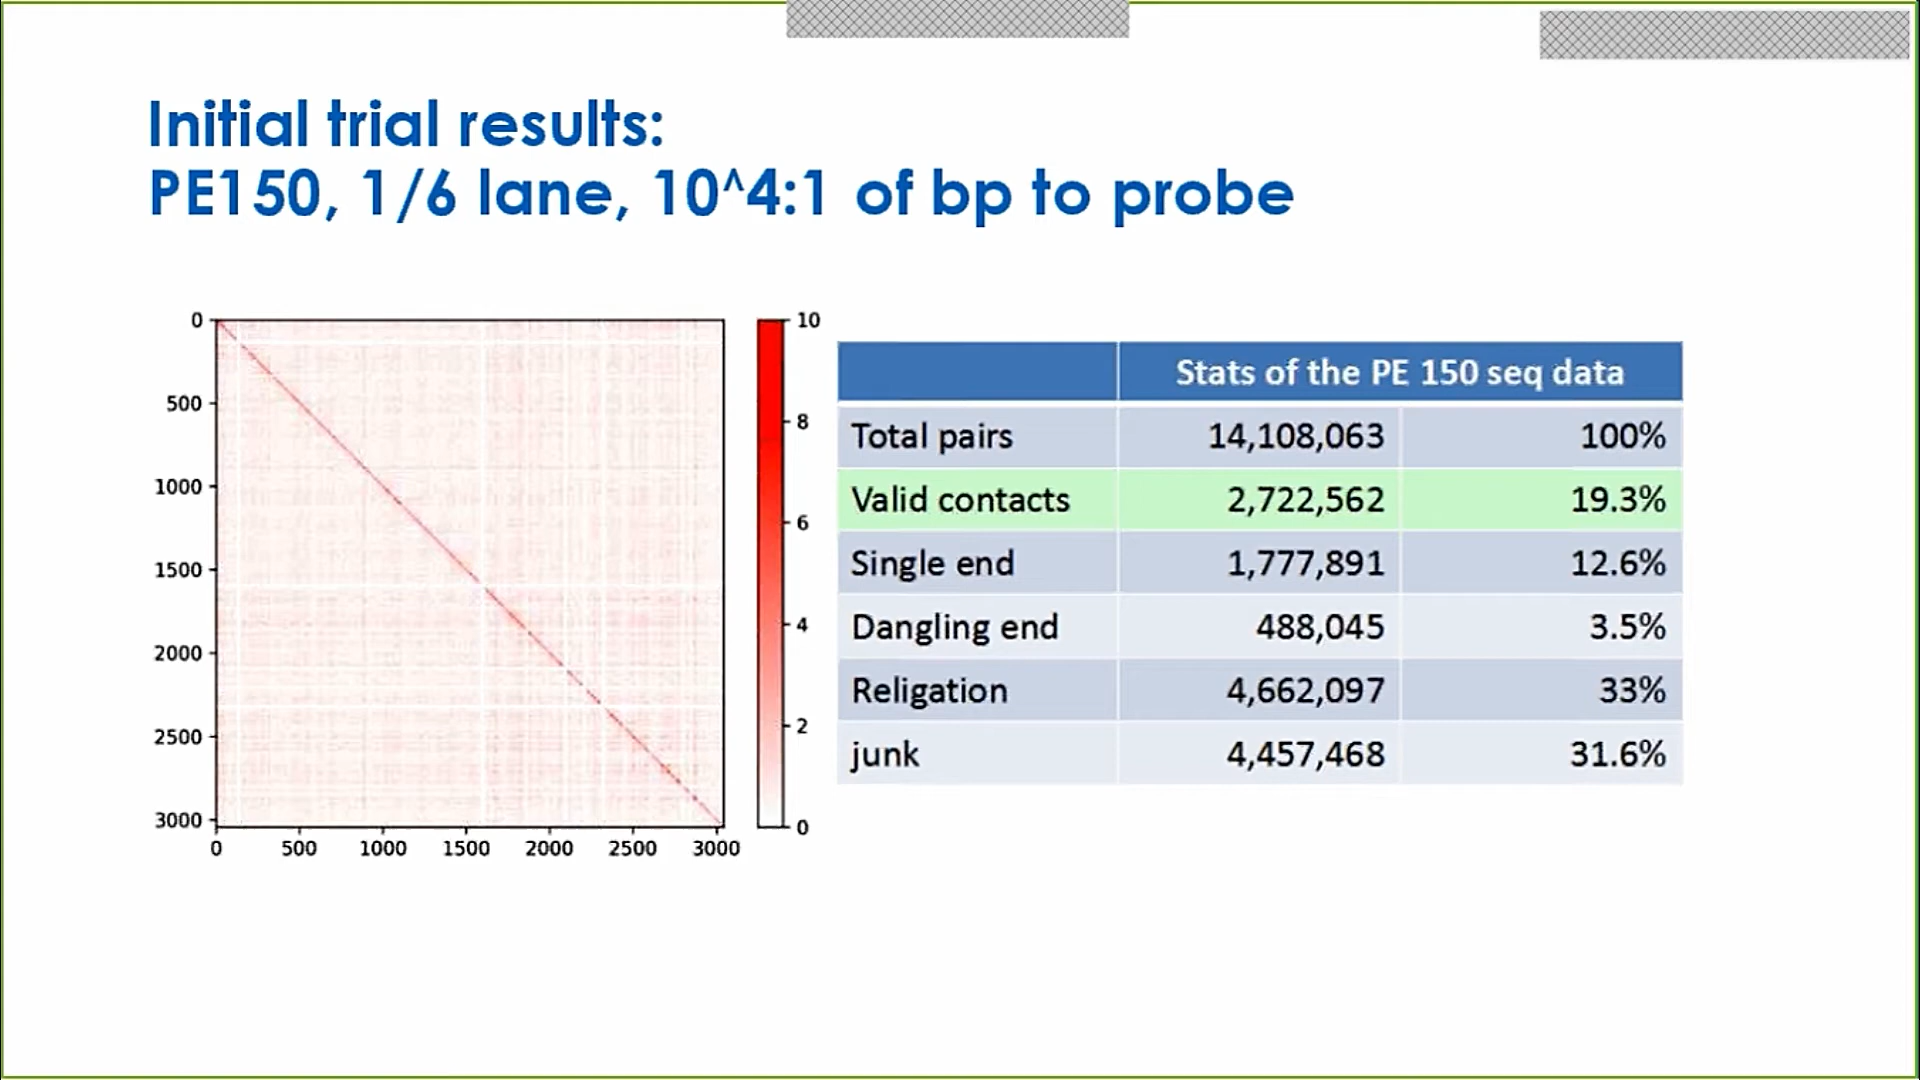 Initial trial results:
PE150, 1/6 lane, 10^4:1 of bp to probe
0
500
1000
1500
2000
2500
3000
0 500 1000 1500 2000 2500 3000
10
8
6
4
2
0
Stats of the PE 150 seq data
Total pairs 14,108,063 100%
Valid contacts 2,722,562 19.3%
Single end 1,777,891 12.6%
Dangling end 488,045 3.5%
Religation 4,662,097 33%
junk 4,457,468 31.6%